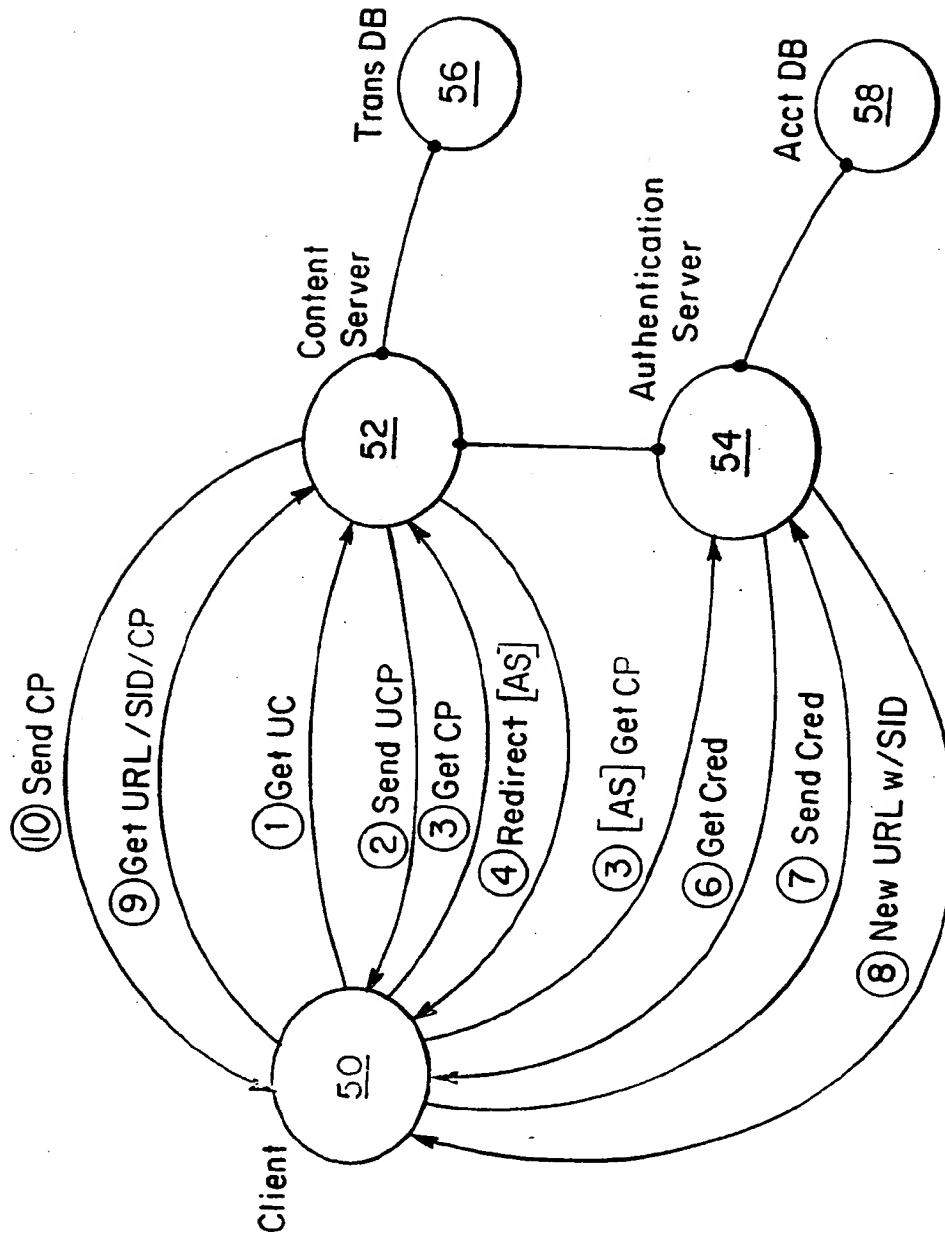 ⑩ Send CP
⑨ Get URL/SID/CP
① Get UC
② Send UCP
③ Get CP
④ Redirect [AS]
③ [AS] Get CP
⑥ Get Cred
⑦ Send Cred
⑧ New URL w/SID
Client
50
Content
Server
52
Trans DB
56
Authentication
Server
54
Acct DB
58